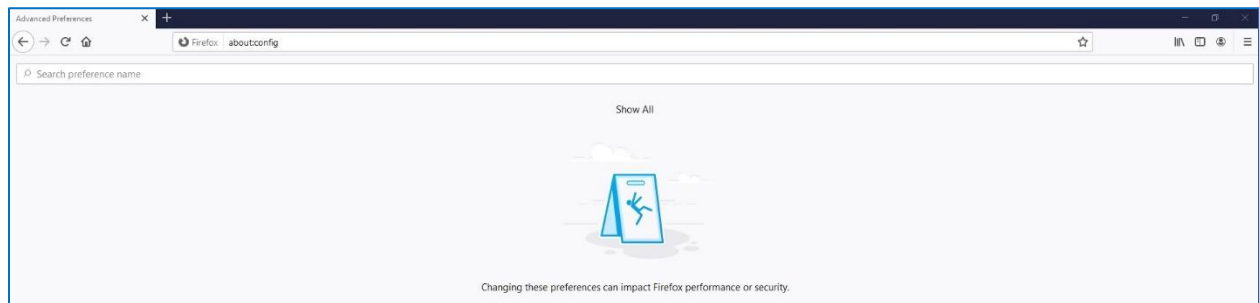 Advanced Preferences
Firefox about:config
Search preference name
Show All
Changing these preferences can impact Firefox performance or security.